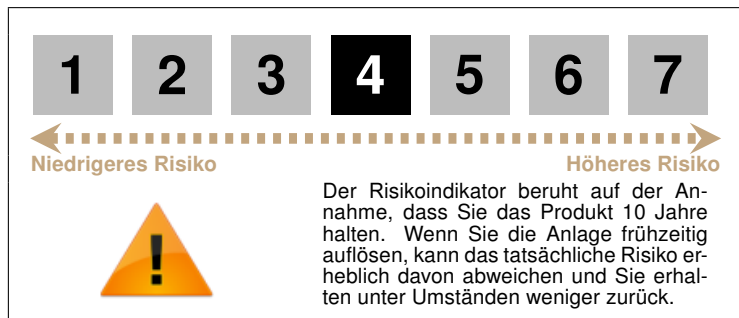 1 2 3 4 5 6 7
Niedrigeres Risiko Höheres Risiko
Der Risikoindikator beruht auf der An-
nahme, dass Sie das Produkt 10 Jahre
halten. Wenn Sie die Anlage frühzeitig
auflösen, kann das tatsächliche Risiko er-
heblich davon abweichen und Sie erhal-
ten unter Umständen weniger zurück.